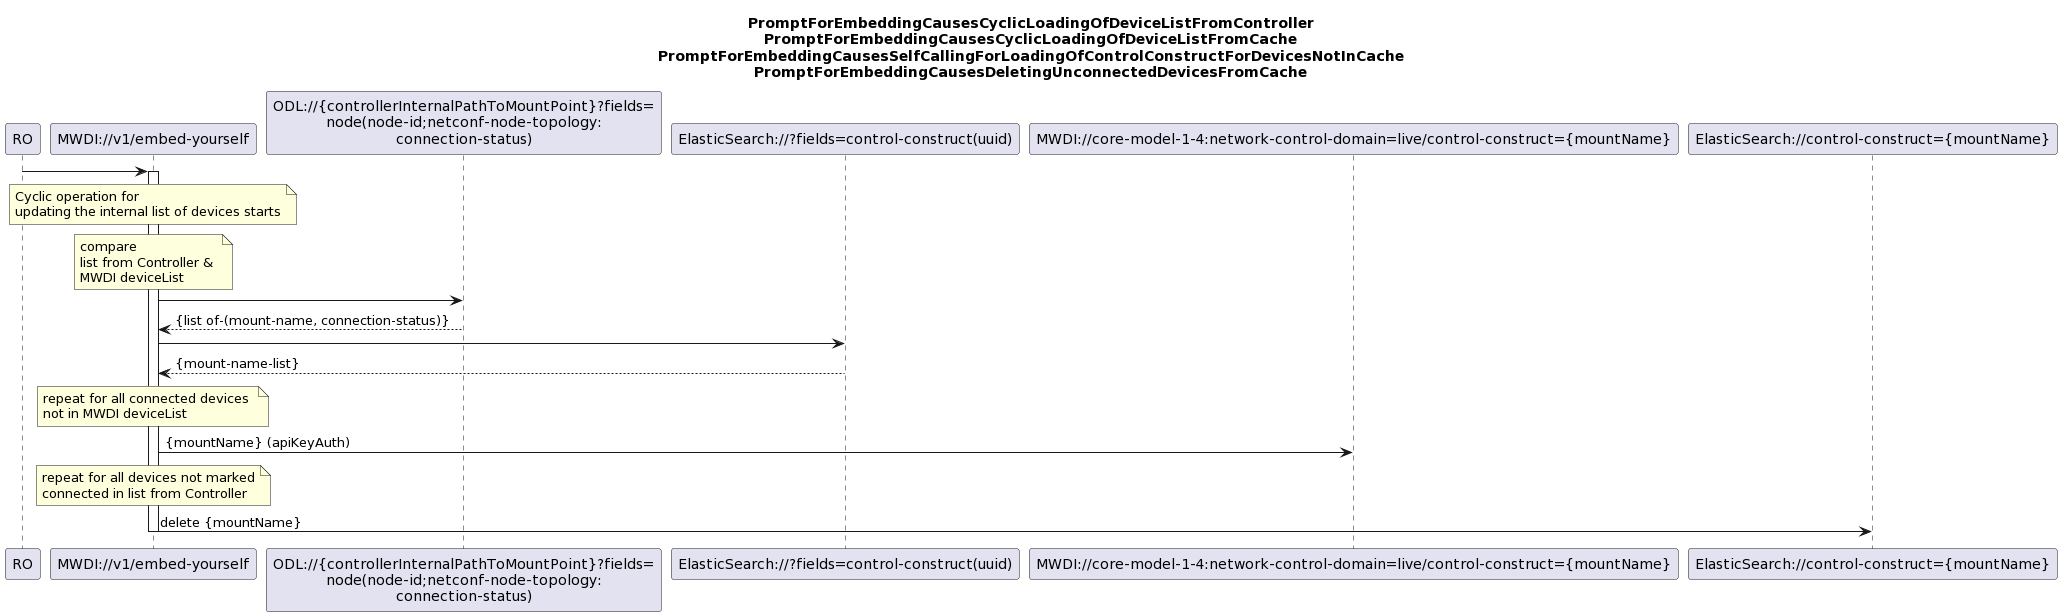 PromptForEmbeddingCausesCyclicLoadingOfDeviceListFromController
PromptForEmbeddingCausesCyclicLoadingOfDeviceListFromCache
PromptForEmbeddingCausesSelfCallingForLoadingOfControlConstructForDevicesNotInCache
PromptForEmbeddingCausesDeletingUnconnectedDevicesFromCache
RO
MWDI://v1/embed-yourself
ODL://{controllerInternalPathToMountPoint}?fields=
node(node-id;netconf-node-topology:
connection-status)
ElasticSearch://?fields=control-construct(uuid)
MWDI://core-model-1-4:network-control-domain=live/control-construct={mountName}
ElasticSearch://control-construct={mountName}
Cyclic operation for
updating the internal list of devices starts
compare
list from Controller &
MWDI deviceList
{list of-(mount-name, connection-status)}
{mount-name-list}
repeat for all connected devices
not in MWDI deviceList
{mountName} (apiKeyAuth)
repeat for all devices not marked
connected in list from Controller
delete {mountName}
RO
MWDI://v1/embed-yourself
ODL://{controllerInternalPathToMountPoint}?fields=
node(node-id;netconf-node-topology:
connection-status)
ElasticSearch://?fields=control-construct(uuid)
MWDI://core-model-1-4:network-control-domain=live/control-construct={mountName}
ElasticSearch://control-construct={mountName}